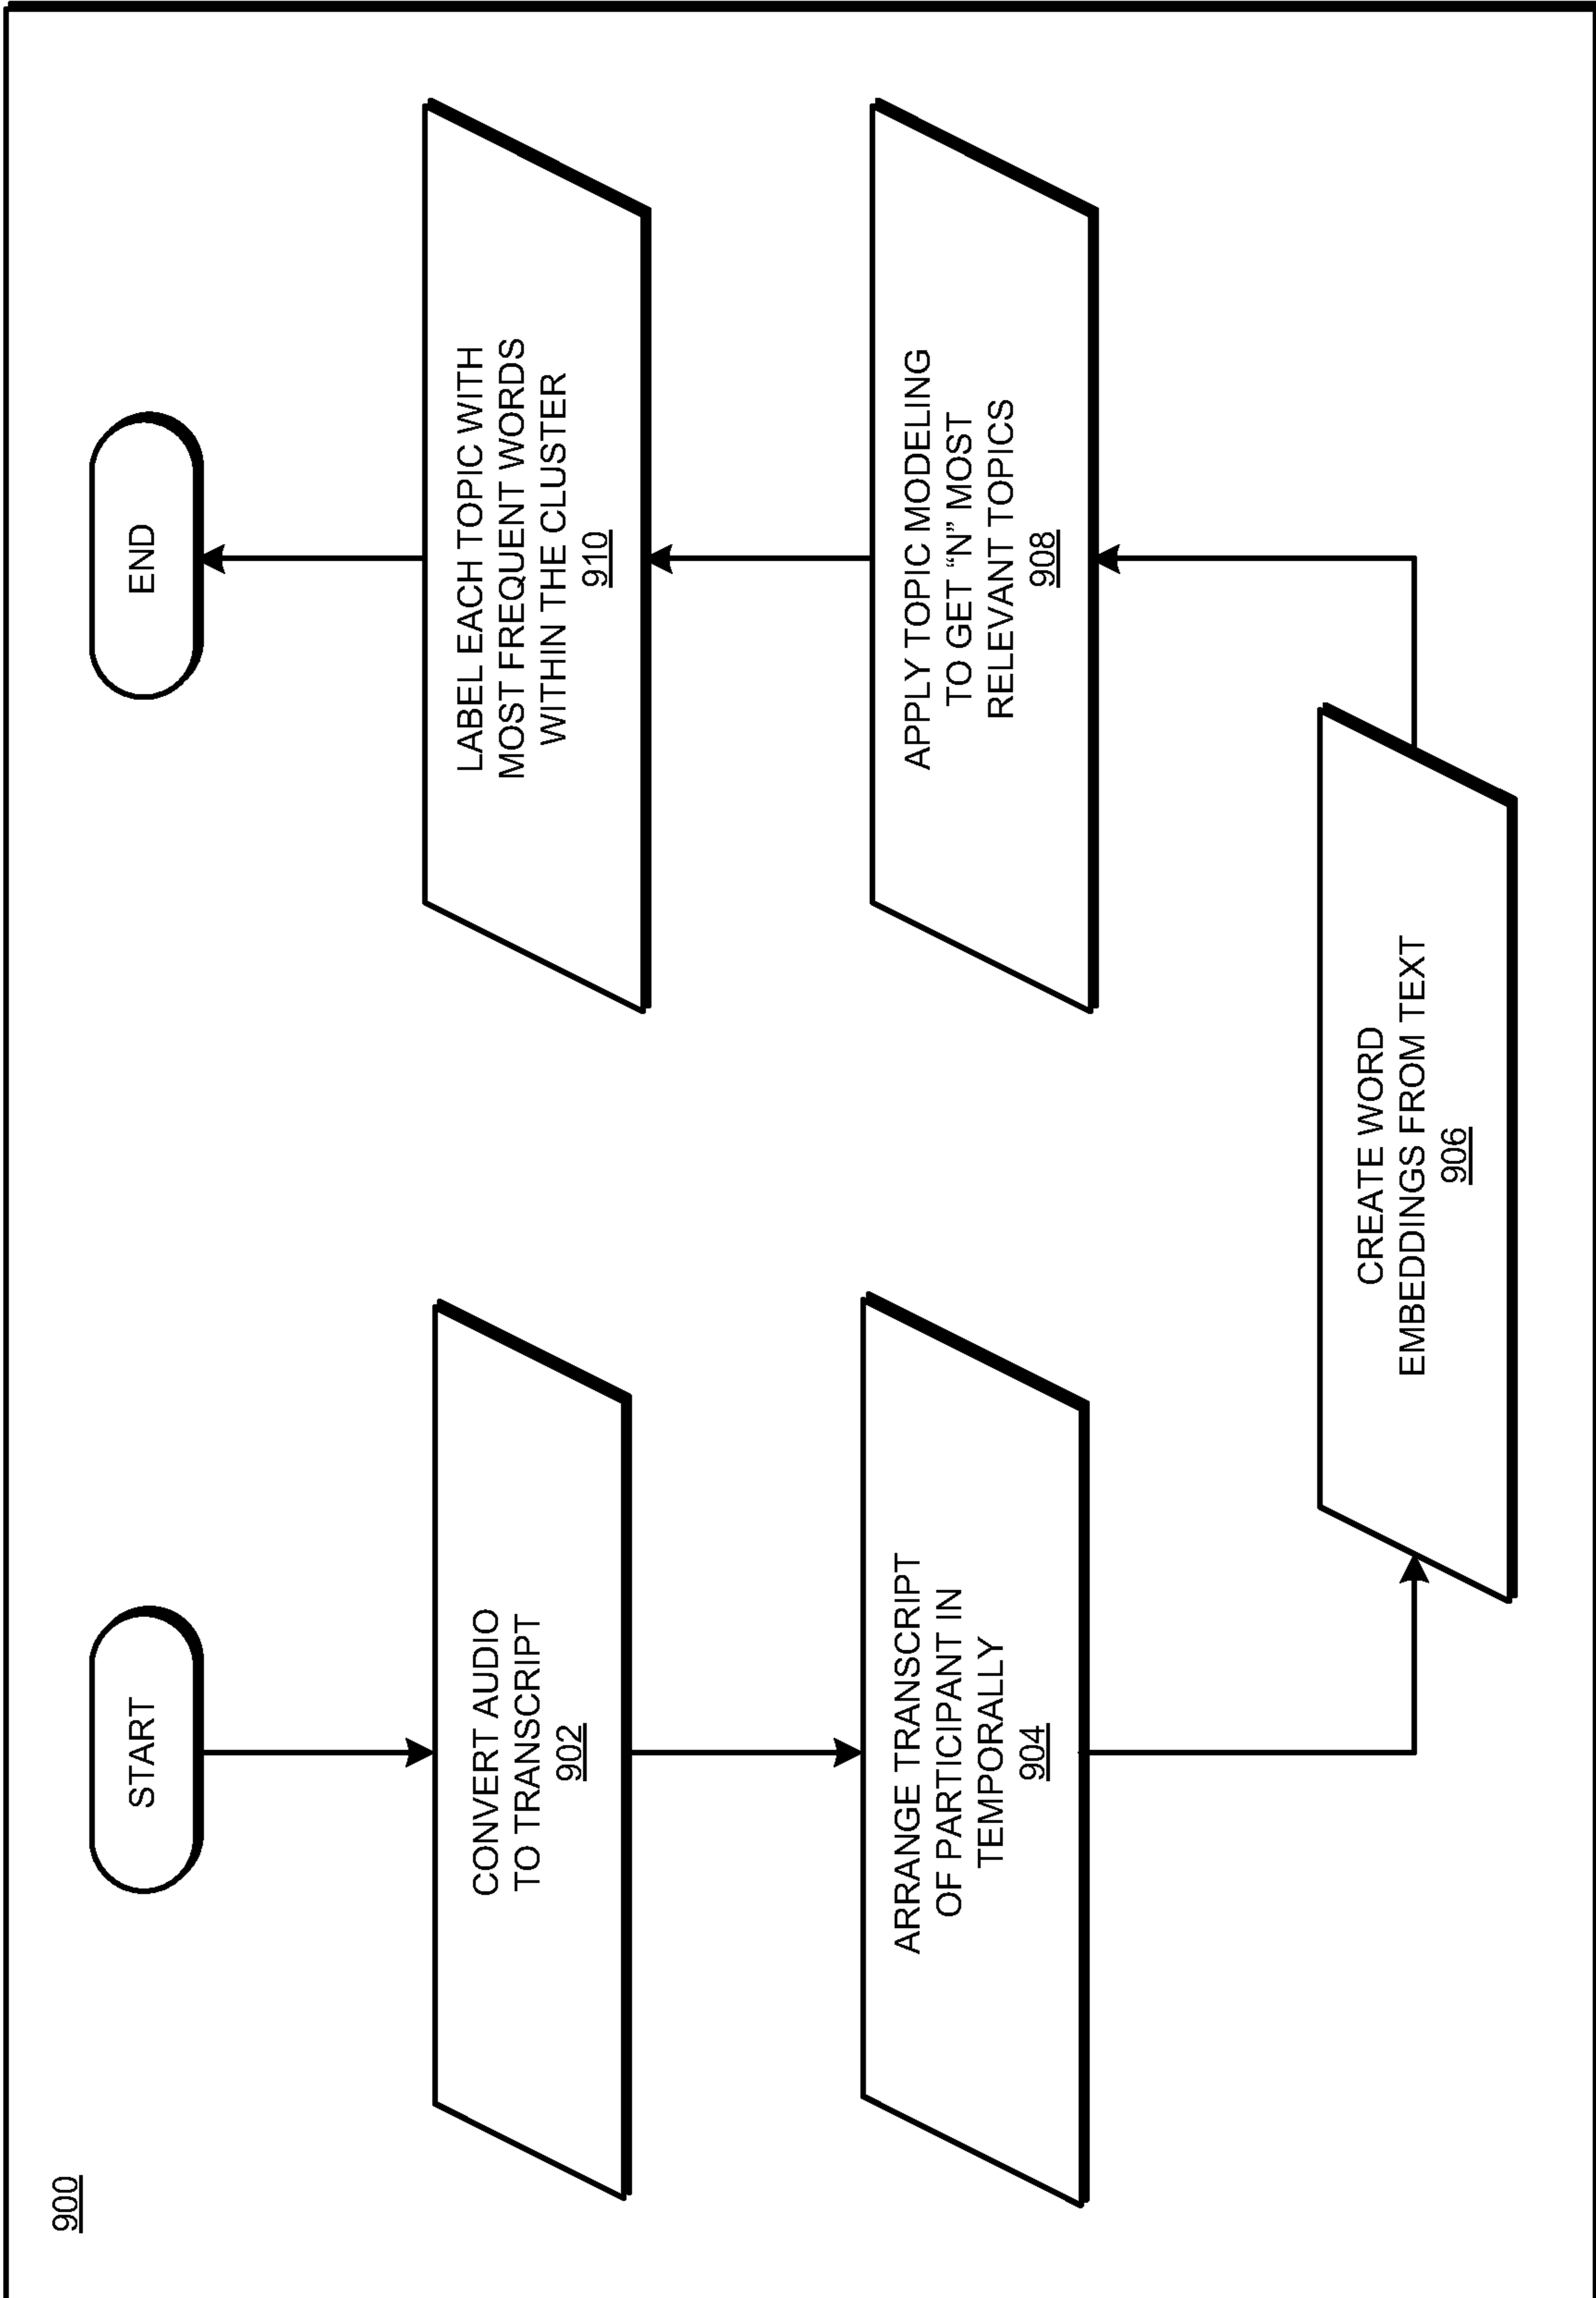 900
START
CONVERT AUDIO
TO TRANSCRIPT
902
ARRANGE TRANSCRIPT
OF PARTICIPANT IN
TEMPORALLY
904
CREATE WORD
EMBEDDINGS FROM TEXT
906
APPLY TOPIC MODELING
TO GET “N” MOST
RELEVANT TOPICS
908
LABEL EACH TOPIC WITH
MOST FREQUENT WORDS
WITHIN THE CLUSTER
910
END